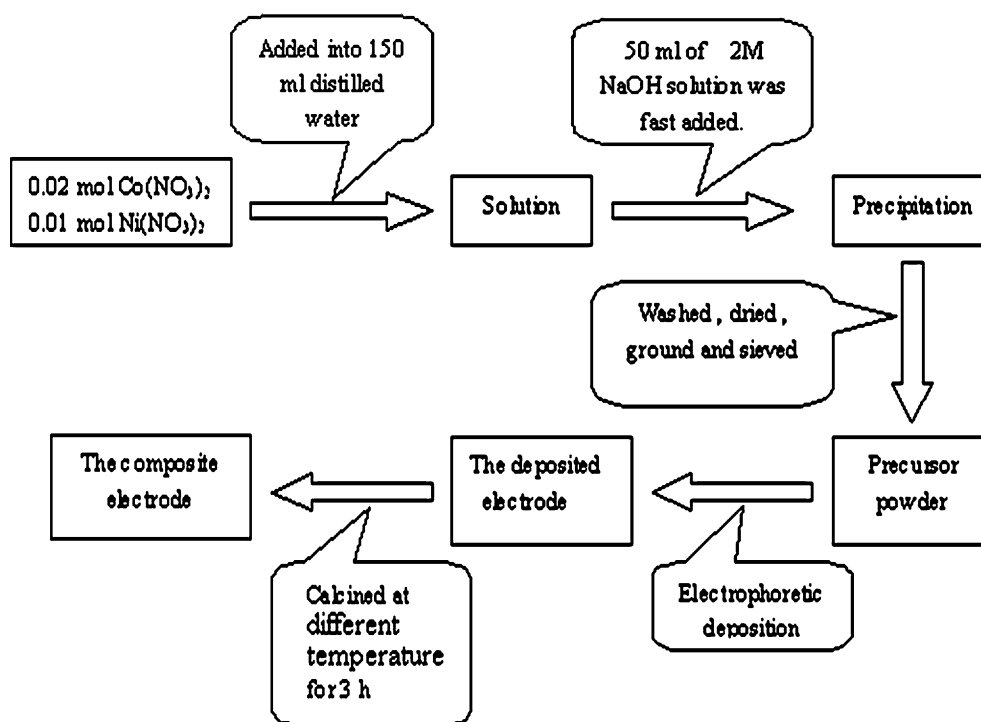 Added into 150
ml distilled
water
50 ml of 2M
NaOH solution was
fast added.
0.02 mol Co(NO₃)₂
0.01 mol Ni(NO₃)₂
Solution
Precipitation
Washed , dried ,
ground and sieved
The composite
electrode
The deposited
electrode
Precursor
powder
Calcined at
different
temperature
for 3 h
Electrophoretic
deposition